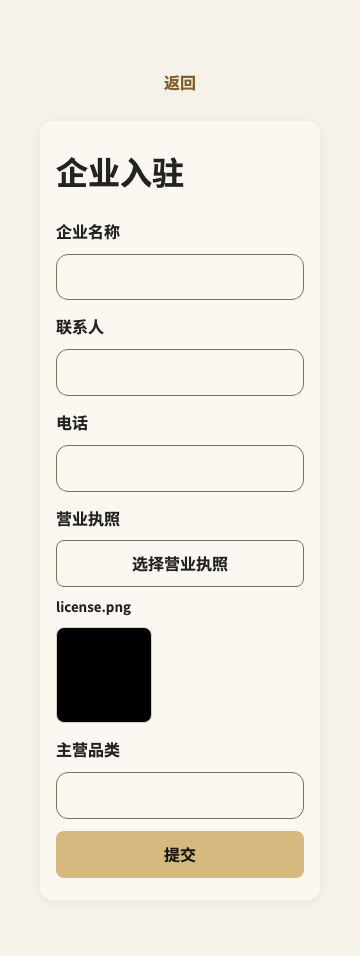 返回
企业入驻
企业名称
联系人
电话
营业执照
选择营业执照
license.png
主营品类
提交